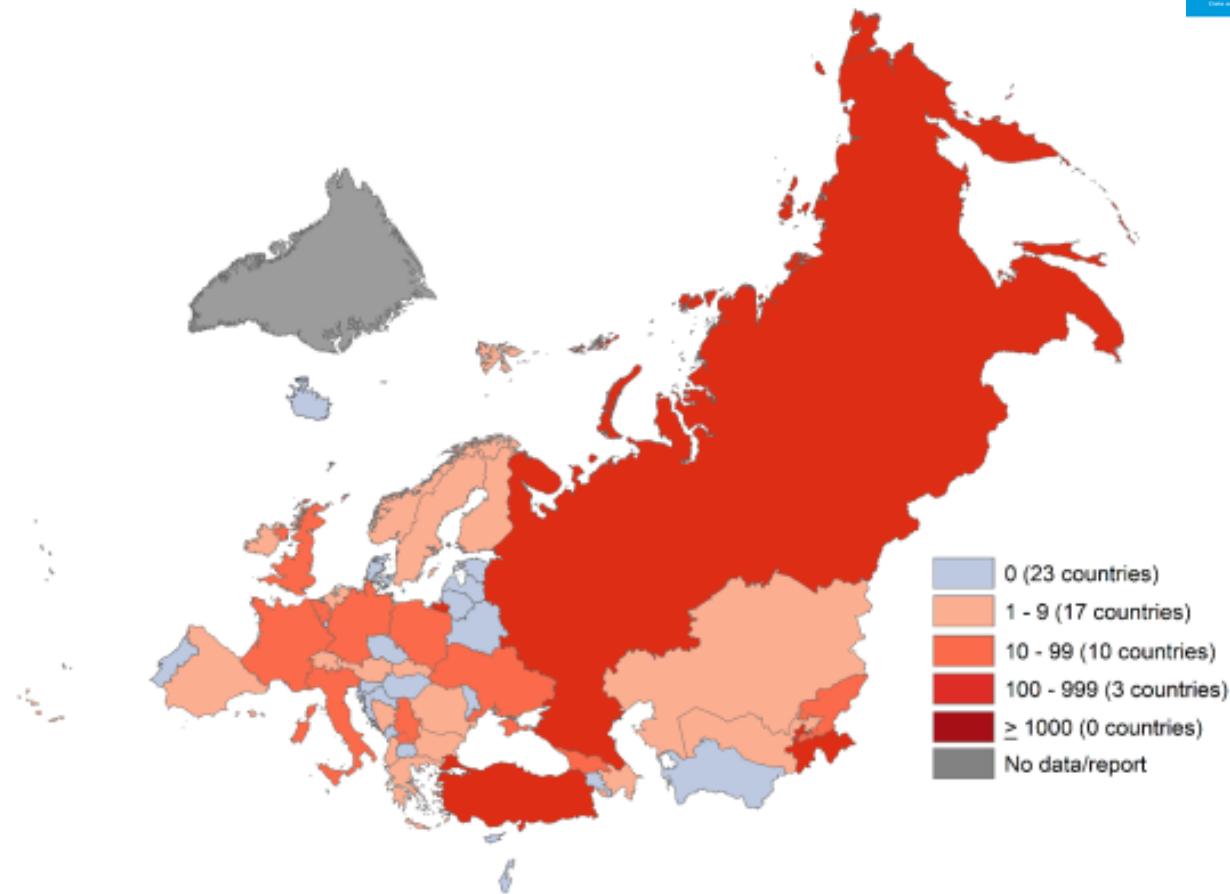 0 (23 countries)
1 - 9 (17 countries)
10 - 99 (10 countries)
100 - 999 (3 countries)
≥ 1000 (0 countries)
No data/report